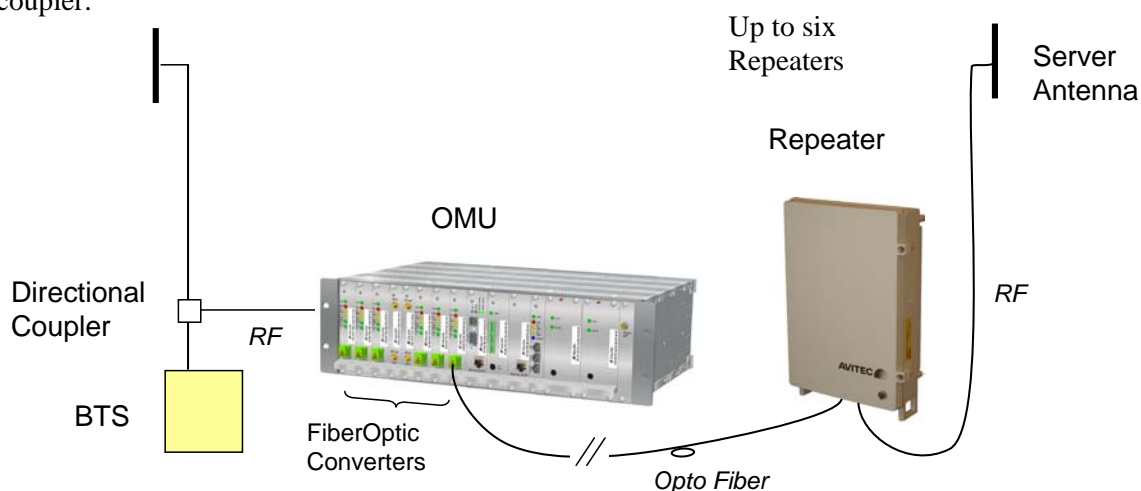 coupler.
Up to six
Repeaters
Server
Antenna
Repeater
OMU
Directional
Coupler
RF
RF
AVITEC
BTS
FiberOptic
Converters
Opto Fiber